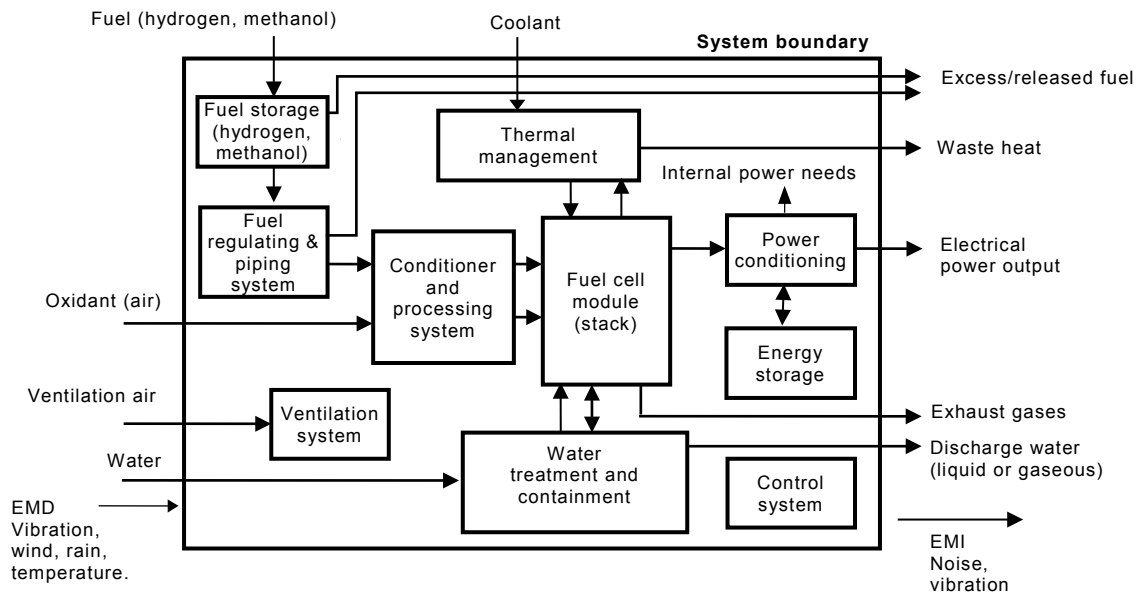 Fuel (hydrogen, methanol)
Coolant
System boundary
Excess/released fuel
Fuel storage
(hydrogen,
methanol)
Thermal
management
Waste heat
Internal power needs
Fuel
regulating &
piping
system
Conditioner
and
processing
system
Fuel cell
module
(stack)
Power
conditioning
Electrical
power output
Oxidant (air)
Energy
storage
Ventilation air
Ventilation
system
Exhaust gases
Water
Water
treatment and
containment
Discharge water
(liquid or gaseous)
Control
system
EMD
Vibration,
wind, rain,
temperature.
EMI
Noise,
vibration